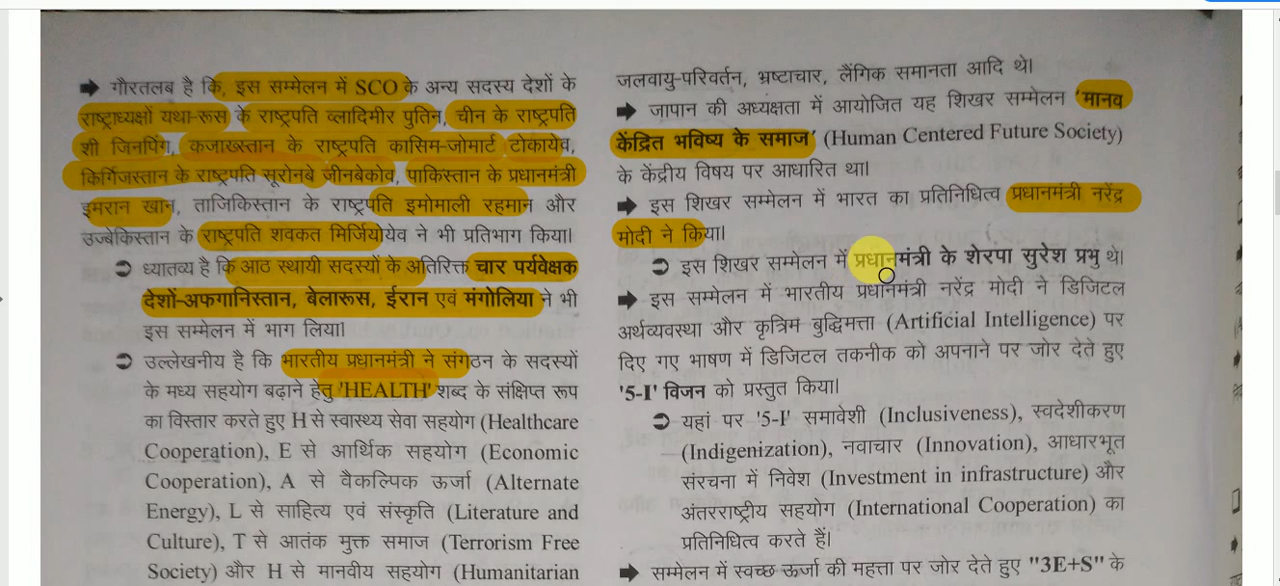 ➡ गौरतलब है कि, इस सम्मेलन में SCO के अन्य सदस्य देशों के
राष्ट्राध्यक्षों यथा-रूस के राष्ट्रपति व्लादिमीर पुतिन, चीन के राष्ट्रपति
शी जिनपिंग, कजाखस्तान के राष्ट्रपति कासिम-जोमार्ट टोकायेव,
किर्गिजस्तान के राष्ट्रपति सूरोनबे जीनबेकोव, पाकिस्तान के प्रधानमंत्री
इमरान खान, ताजिकिस्तान के राष्ट्रपति इमोमाली रहमान और
उज्बेकिस्तान के राष्ट्रपति शवकत मिर्जियोयेव ने भी प्रतिभाग किया।
➲ ध्यातव्य है कि आठ स्थायी सदस्यों के अतिरिक्त चार पर्यवेक्षक
देशों-अफगानिस्तान, बेलारूस, ईरान एवं मंगोलिया ने भी
इस सम्मेलन में भाग लिया।
➲ उल्लेखनीय है कि भारतीय प्रधानमंत्री ने संगठन के सदस्यों
के मध्य सहयोग बढ़ाने हेतु 'HEALTH' शब्द के संक्षिप्त रूप
का विस्तार करते हुए H से स्वास्थ्य सेवा सहयोग (Healthcare
Cooperation), E से आर्थिक सहयोग (Economic
Cooperation), A से वैकल्पिक ऊर्जा (Alternate
Energy), L से साहित्य एवं संस्कृति (Literature and
Culture), T से आतंक मुक्त समाज (Terrorism Free
Society) और H से मानवीय सहयोग (Humanitarian
जलवायु-परिवर्तन, भ्रष्टाचार, लैंगिक समानता आदि थे।
➡ जापान की अध्यक्षता में आयोजित यह शिखर सम्मेलन 'मानव
केंद्रित भविष्य के समाज' (Human Centered Future Society)
के केंद्रीय विषय पर आधारित था।
➡ इस शिखर सम्मेलन में भारत का प्रतिनिधित्व प्रधानमंत्री नरेंद्र
मोदी ने किया।
➲ इस शिखर सम्मेलन में प्रधानमंत्री के शेरपा सुरेश प्रभु थे।
➡ इस सम्मेलन में भारतीय प्रधानमंत्री नरेंद्र मोदी ने डिजिटल
अर्थव्यवस्था और कृत्रिम बुद्धिमत्ता (Artificial Intelligence) पर
दिए गए भाषण में डिजिटल तकनीक को अपनाने पर जोर देते हुए
'5-I' विजन को प्रस्तुत किया।
➲ यहां पर '5-I' समावेशी (Inclusiveness), स्वदेशीकरण
(Indigenization), नवाचार (Innovation), आधारभूत
संरचना में निवेश (Investment in infrastructure) और
अंतरराष्ट्रीय सहयोग (International Cooperation) का
प्रतिनिधित्व करते हैं।
➡ सम्मेलन में स्वच्छ ऊर्जा की महत्ता पर जोर देते हुए "3E+S" के